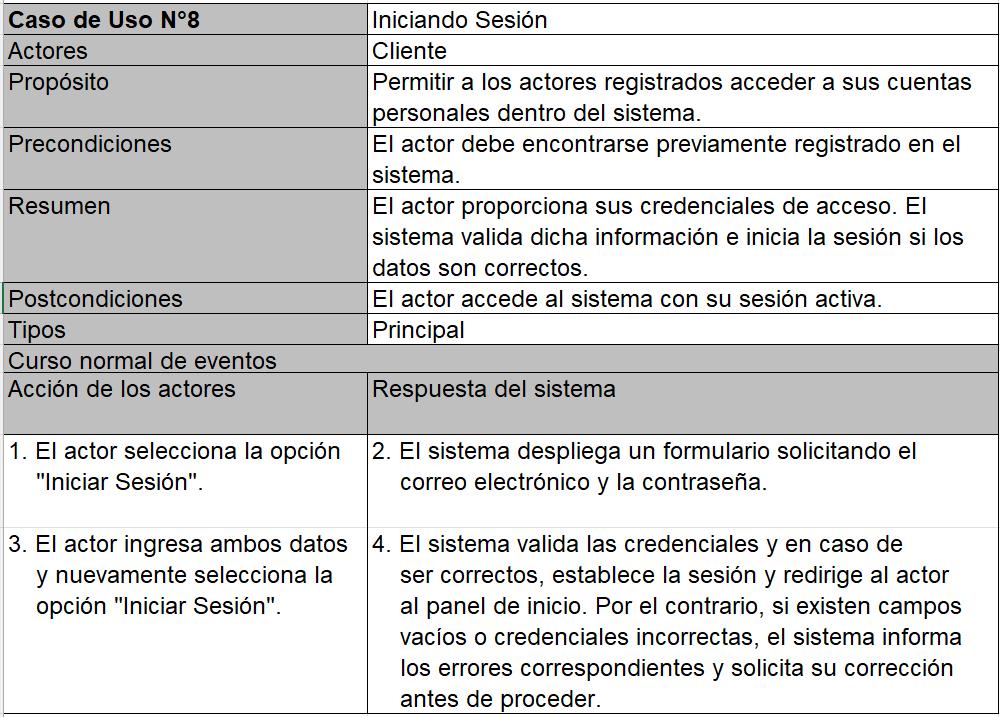 Caso de Uso N°8
Iniciando Sesión
Actores
Cliente
Propósito
Permitir a los actores registrados acceder a sus cuentas
personales dentro del sistema.
Precondiciones
El actor debe encontrarse previamente registrado en el
sistema.
Resumen
El actor proporciona sus credenciales de acceso. El
sistema valida dicha información e inicia la sesión si los
datos son correctos.
Postcondiciones
El actor accede al sistema con su sesión activa.
Tipos
Principal
Curso normal de eventos
Acción de los actores
Respuesta del sistema
1. El actor selecciona la opción
"Iniciar Sesión".
2. El sistema despliega un formulario solicitando el
correo electrónico y la contraseña.
3. El actor ingresa ambos datos
y nuevamente selecciona la
opción "Iniciar Sesión".
4. El sistema valida las credenciales y en caso de
ser correctos, establece la sesión y redirige al actor
al panel de inicio. Por el contrario, si existen campos
vacíos o credenciales incorrectas, el sistema informa
los errores correspondientes y solicita su corrección
antes de proceder.